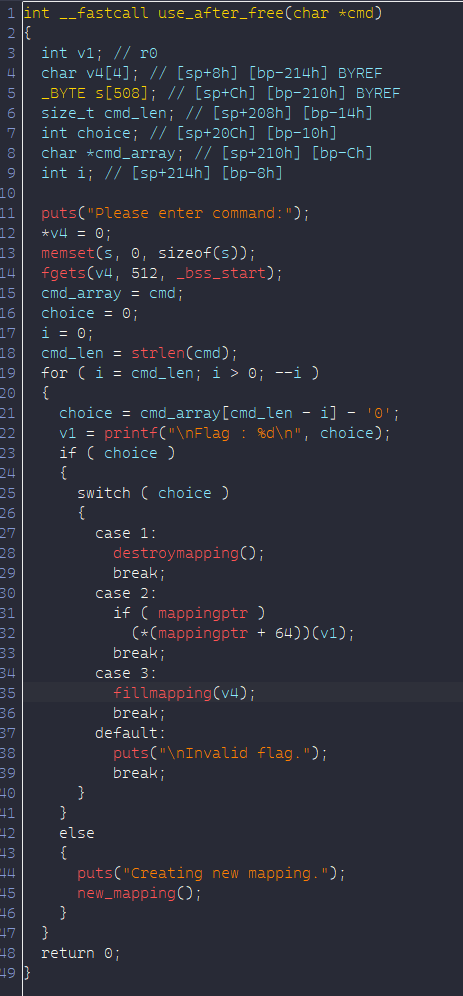 1 int __fastcall use_after_free(char *cmd)
2 {
3 int v1; // r0
4 char v4[4]; // [sp+8h] [bp-214h] BYREF
5 _BYTE s[508]; // [sp+Ch] [bp-210h] BYREF
6 size_t cmd_len; // [sp+208h] [bp-14h]
7 int choice; // [sp+20Ch] [bp-10h]
8 char *cmd_array; // [sp+210h] [bp-Ch]
9 int i; // [sp+214h] [bp-8h]
10
11 puts("Please enter command:");
12 *v4 = 0;
13 memset(s, 0, sizeof(s));
14 fgets(v4, 512, _bss_start);
15 cmd_array = cmd;
16 choice = 0;
17 i = 0;
18 cmd_len = strlen(cmd);
19 for ( i = cmd_len; i > 0; --i )
20 {
21 choice = cmd_array[cmd_len - i] - '0';
22 v1 = printf("\nFlag : %d\n", choice);
23 if ( choice )
24 {
25 switch ( choice )
26 {
27 case 1:
28 destroymapping();
29 break;
30 case 2:
31 if ( mappingptr )
32 (*(mappingptr + 64))(v1);
33 break;
34 case 3:
35 fillmapping(v4);
36 break;
37 default:
38 puts("\nInvalid flag.");
39 break;
40 }
41 }
42 else
43 {
44 puts("Creating new mapping.");
45 new_mapping();
46 }
47 }
48 return 0;
49 }